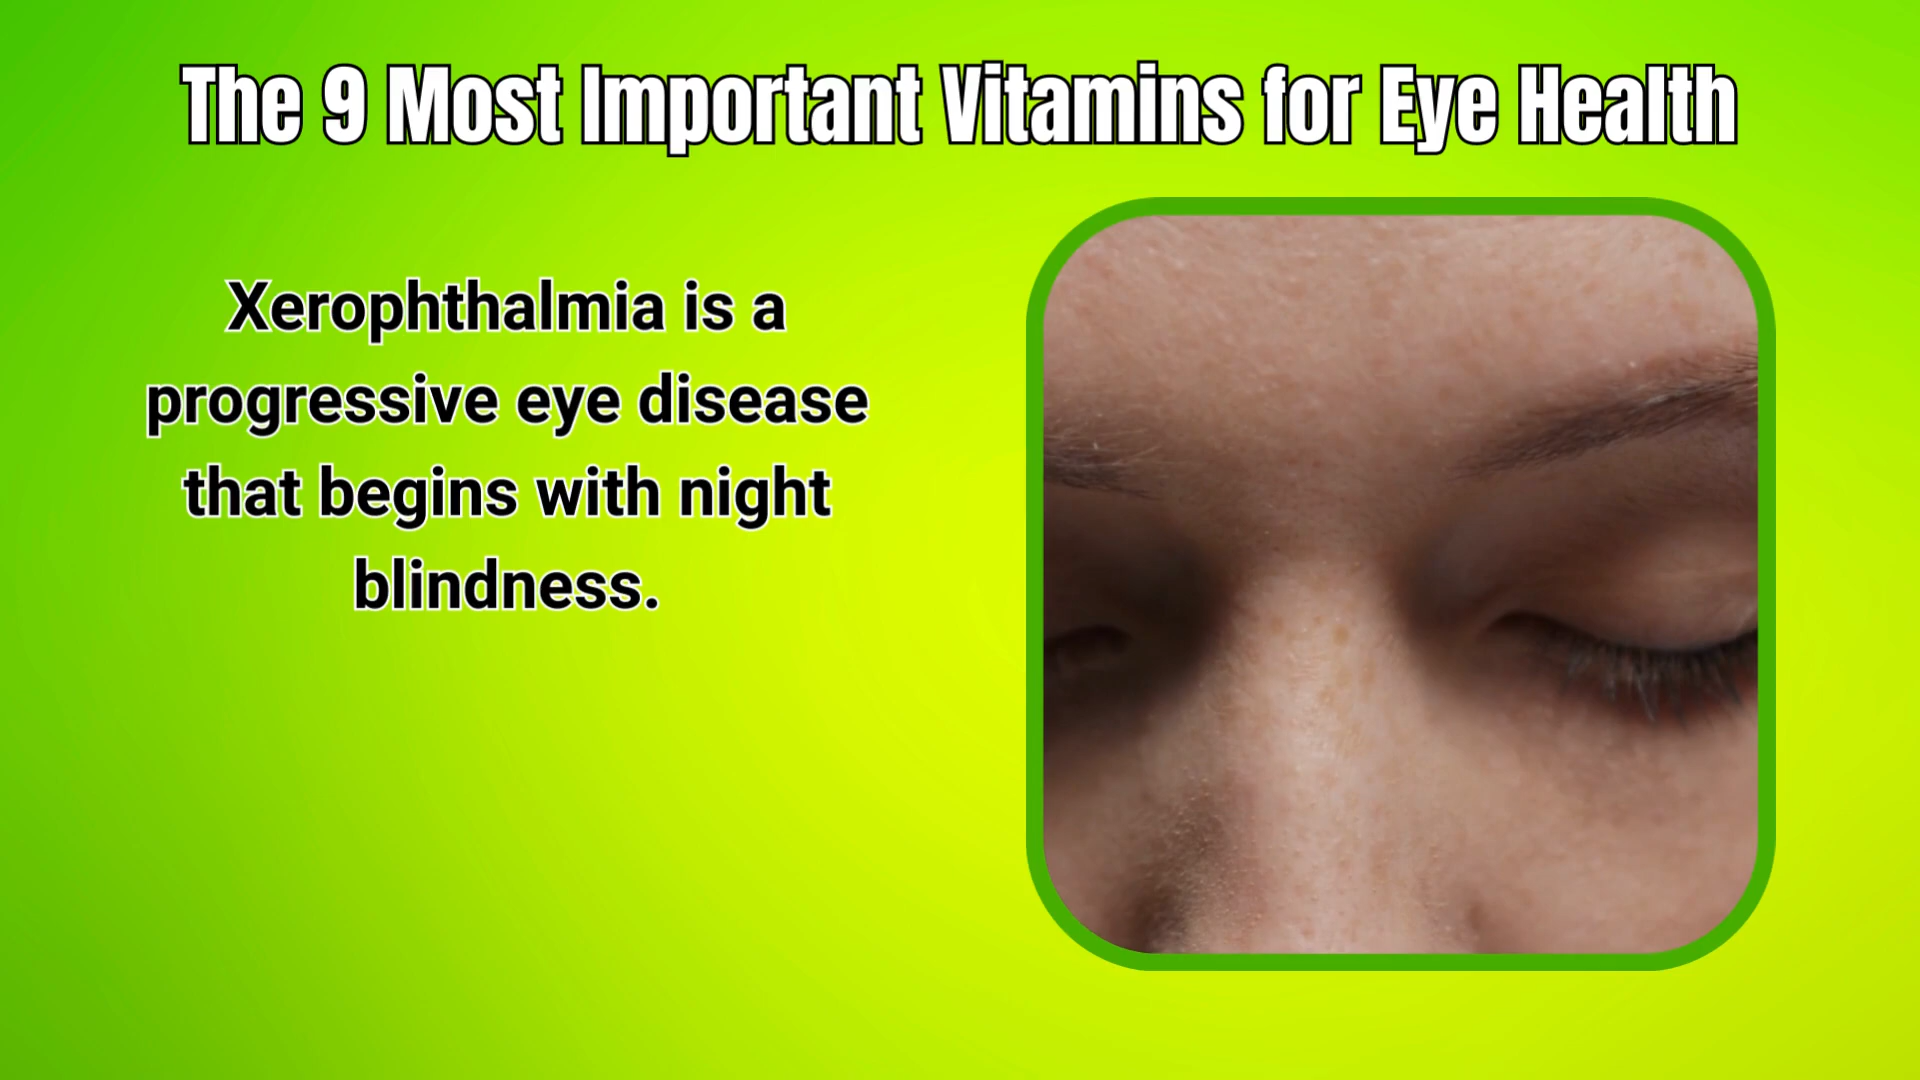 The 9 Most Important Vitamins for Eye Health
Xerophthalmia is a
progressive eye disease
that begins with night
blindness.